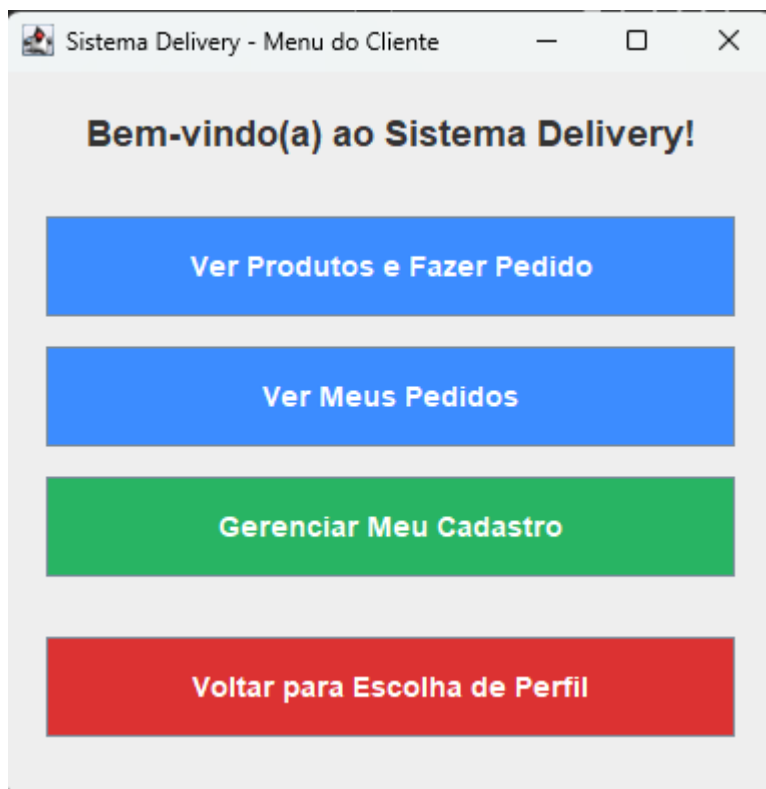 Sistema Delivery - Menu do Cliente
Bem-vindo(a) ao Sistema Delivery!
Ver Produtos e Fazer Pedido
Ver Meus Pedidos
Gerenciar Meu Cadastro
Voltar para Escolha de Perfil